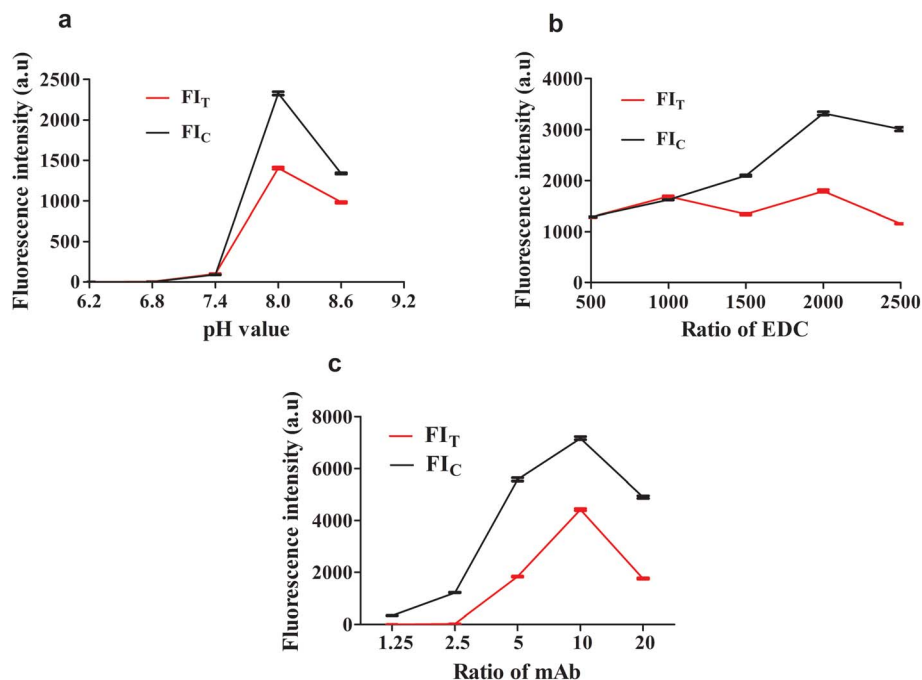 a
Fluorescence intensity (a.u)
2500
2000
1500
1000
500
0
FI_T
FI_C
6.2 6.8 7.4 8.0 8.6 9.2
pH value
b
Fluorescence intensity (a.u)
4000
3000
2000
1000
0
FI_T
FI_C
500 1000 1500 2000 2500
Ratio of EDC
c
Fluorescence intensity (a.u)
8000
6000
4000
2000
0
FI_T
FI_C
1.25 2.5 5 10 20
Ratio of mAb